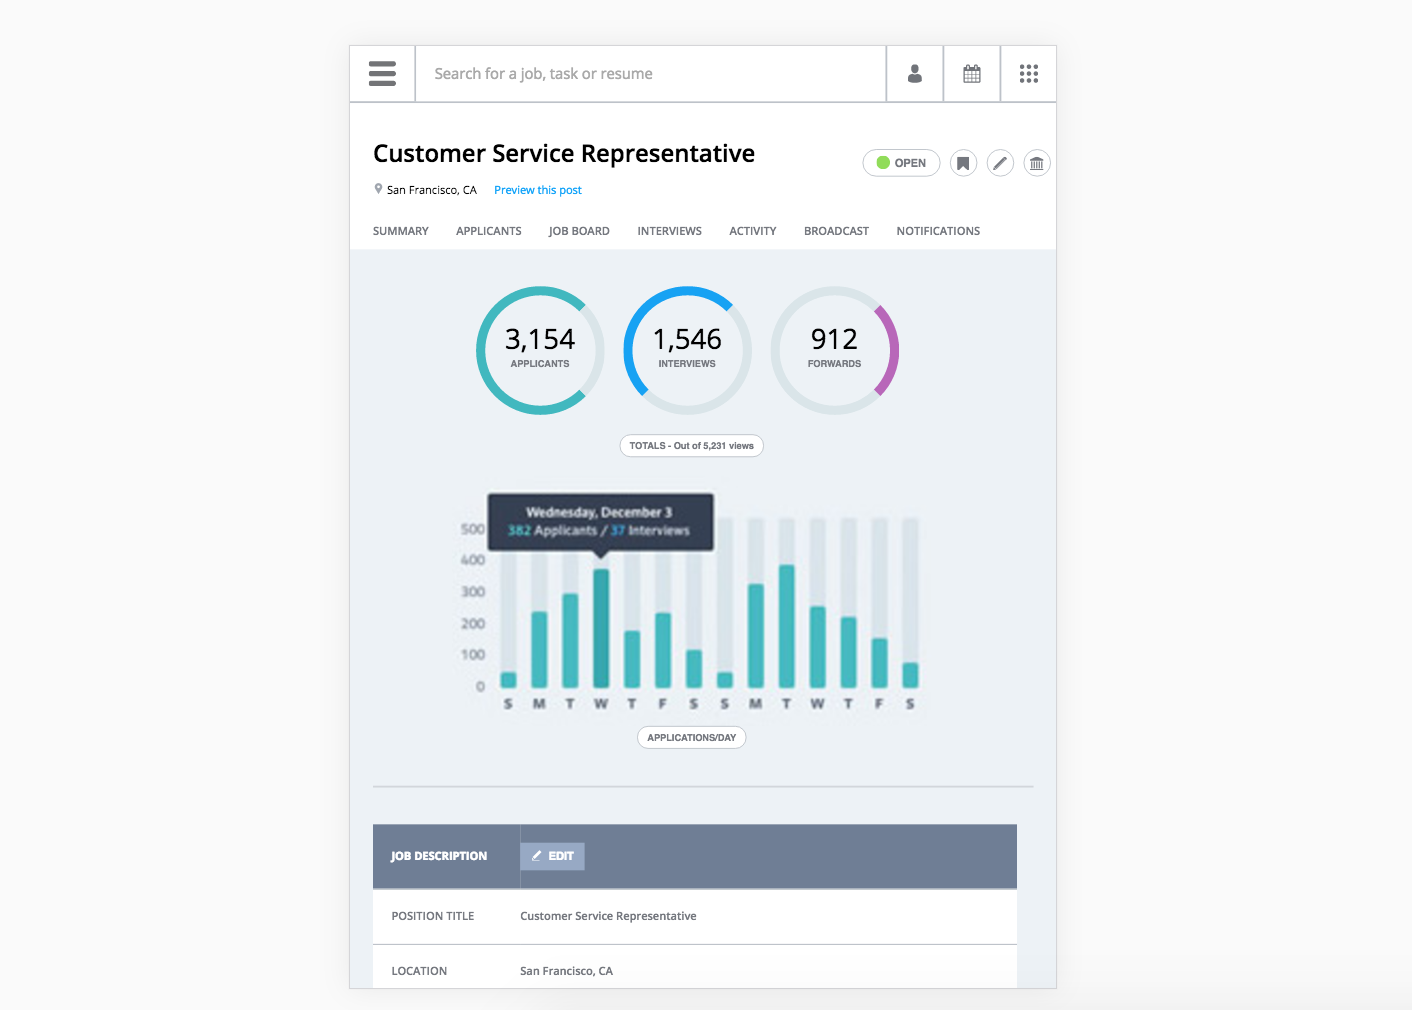 Search for a job, task or resume
Customer Service Representative
OPEN
San Francisco, CA Preview this post
SUMMARY APPLICANTS JOB BOARD INTERVIEWS ACTIVITY BROADCAST NOTIFICATIONS
3,154 1,546 912
APPLICANTS INTERVIEWS FORWARDS
TOTALS - Out of 5,231 views
Wednesday, December 3
382 Applicants / 37 Interviews
500
400
300
200
100
0
S M T W T F S S M T W T F S
APPLICATIONS/DAY
JOB DESCRIPTION EDIT
POSITION TITLE Customer Service Representative
LOCATION San Francisco, CA